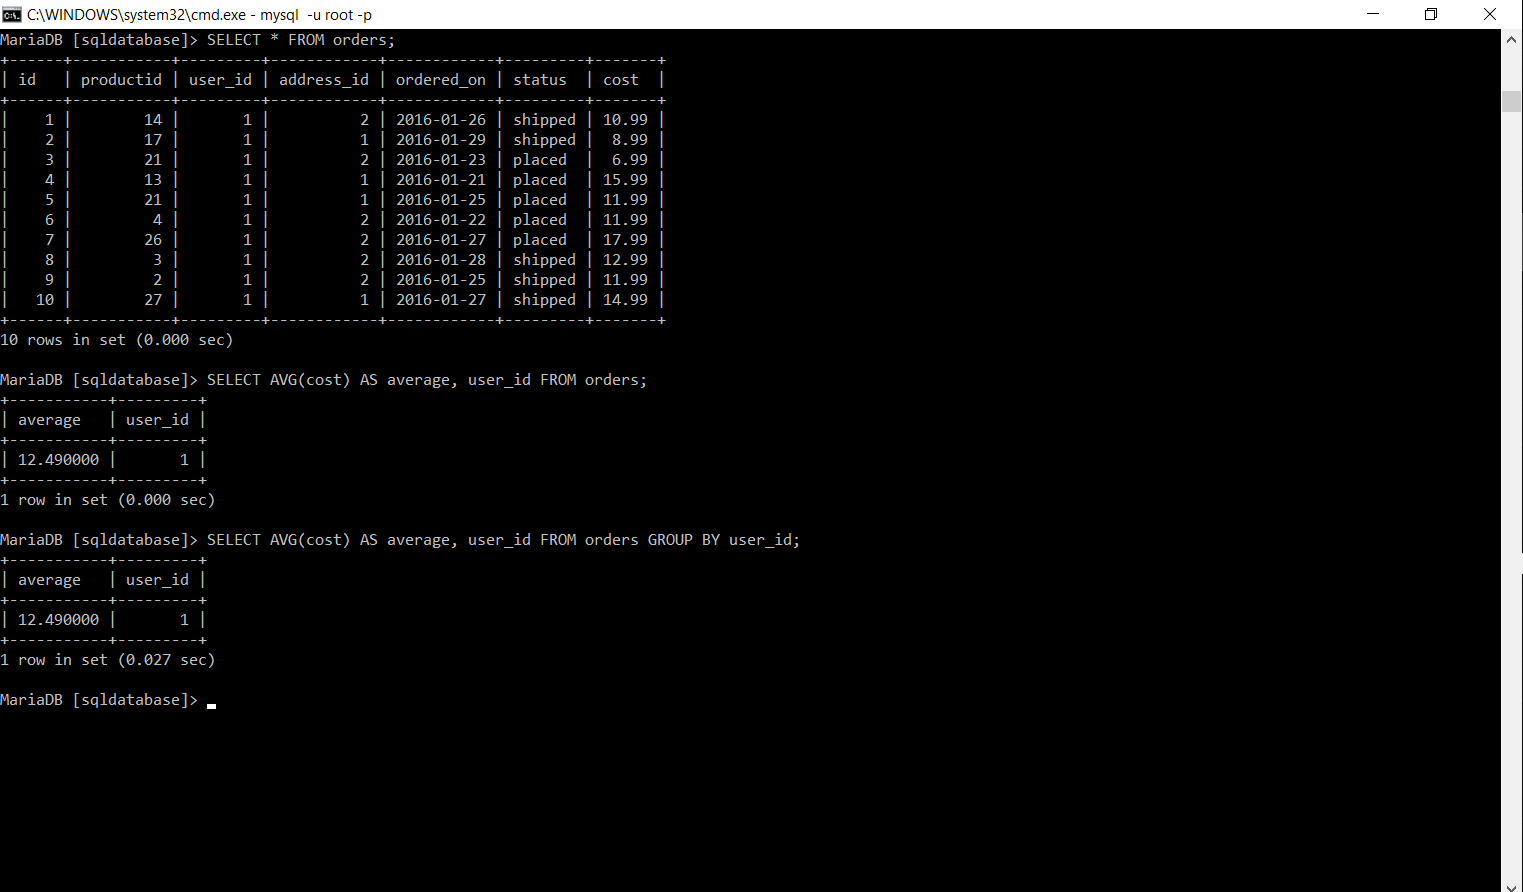 C:\WINDOWS\system32\cmd.exe - mysql  -u root -p
MariaDB [sqldatabase]> SELECT * FROM orders;
+------+-----------+---------+------------+------------+---------+-------+
| id   | productid | user_id | address_id | ordered_on | status  | cost  |
+------+-----------+---------+------------+------------+---------+-------+
|    1 |        14 |       1 |          2 | 2016-01-26 | shipped | 10.99 |
|    2 |        17 |       1 |          1 | 2016-01-29 | shipped |  8.99 |
|    3 |        21 |       1 |          2 | 2016-01-23 | placed  |  6.99 |
|    4 |        13 |       1 |          1 | 2016-01-21 | placed  | 15.99 |
|    5 |        21 |       1 |          1 | 2016-01-25 | placed  | 11.99 |
|    6 |         4 |       1 |          2 | 2016-01-22 | placed  | 11.99 |
|    7 |        26 |       1 |          2 | 2016-01-27 | placed  | 17.99 |
|    8 |         3 |       1 |          2 | 2016-01-28 | shipped | 12.99 |
|    9 |         2 |       1 |          2 | 2016-01-25 | shipped | 11.99 |
|   10 |        27 |       1 |          1 | 2016-01-27 | shipped | 14.99 |
+------+-----------+---------+------------+------------+---------+-------+
10 rows in set (0.000 sec)
MariaDB [sqldatabase]> SELECT AVG(cost) AS average, user_id FROM orders;
+-----------+---------+
| average   | user_id |
+-----------+---------+
| 12.490000 |       1 |
+-----------+---------+
1 row in set (0.000 sec)
MariaDB [sqldatabase]> SELECT AVG(cost) AS average, user_id FROM orders GROUP BY user_id;
+-----------+---------+
| average   | user_id |
+-----------+---------+
| 12.490000 |       1 |
+-----------+---------+
1 row in set (0.027 sec)
MariaDB [sqldatabase]>